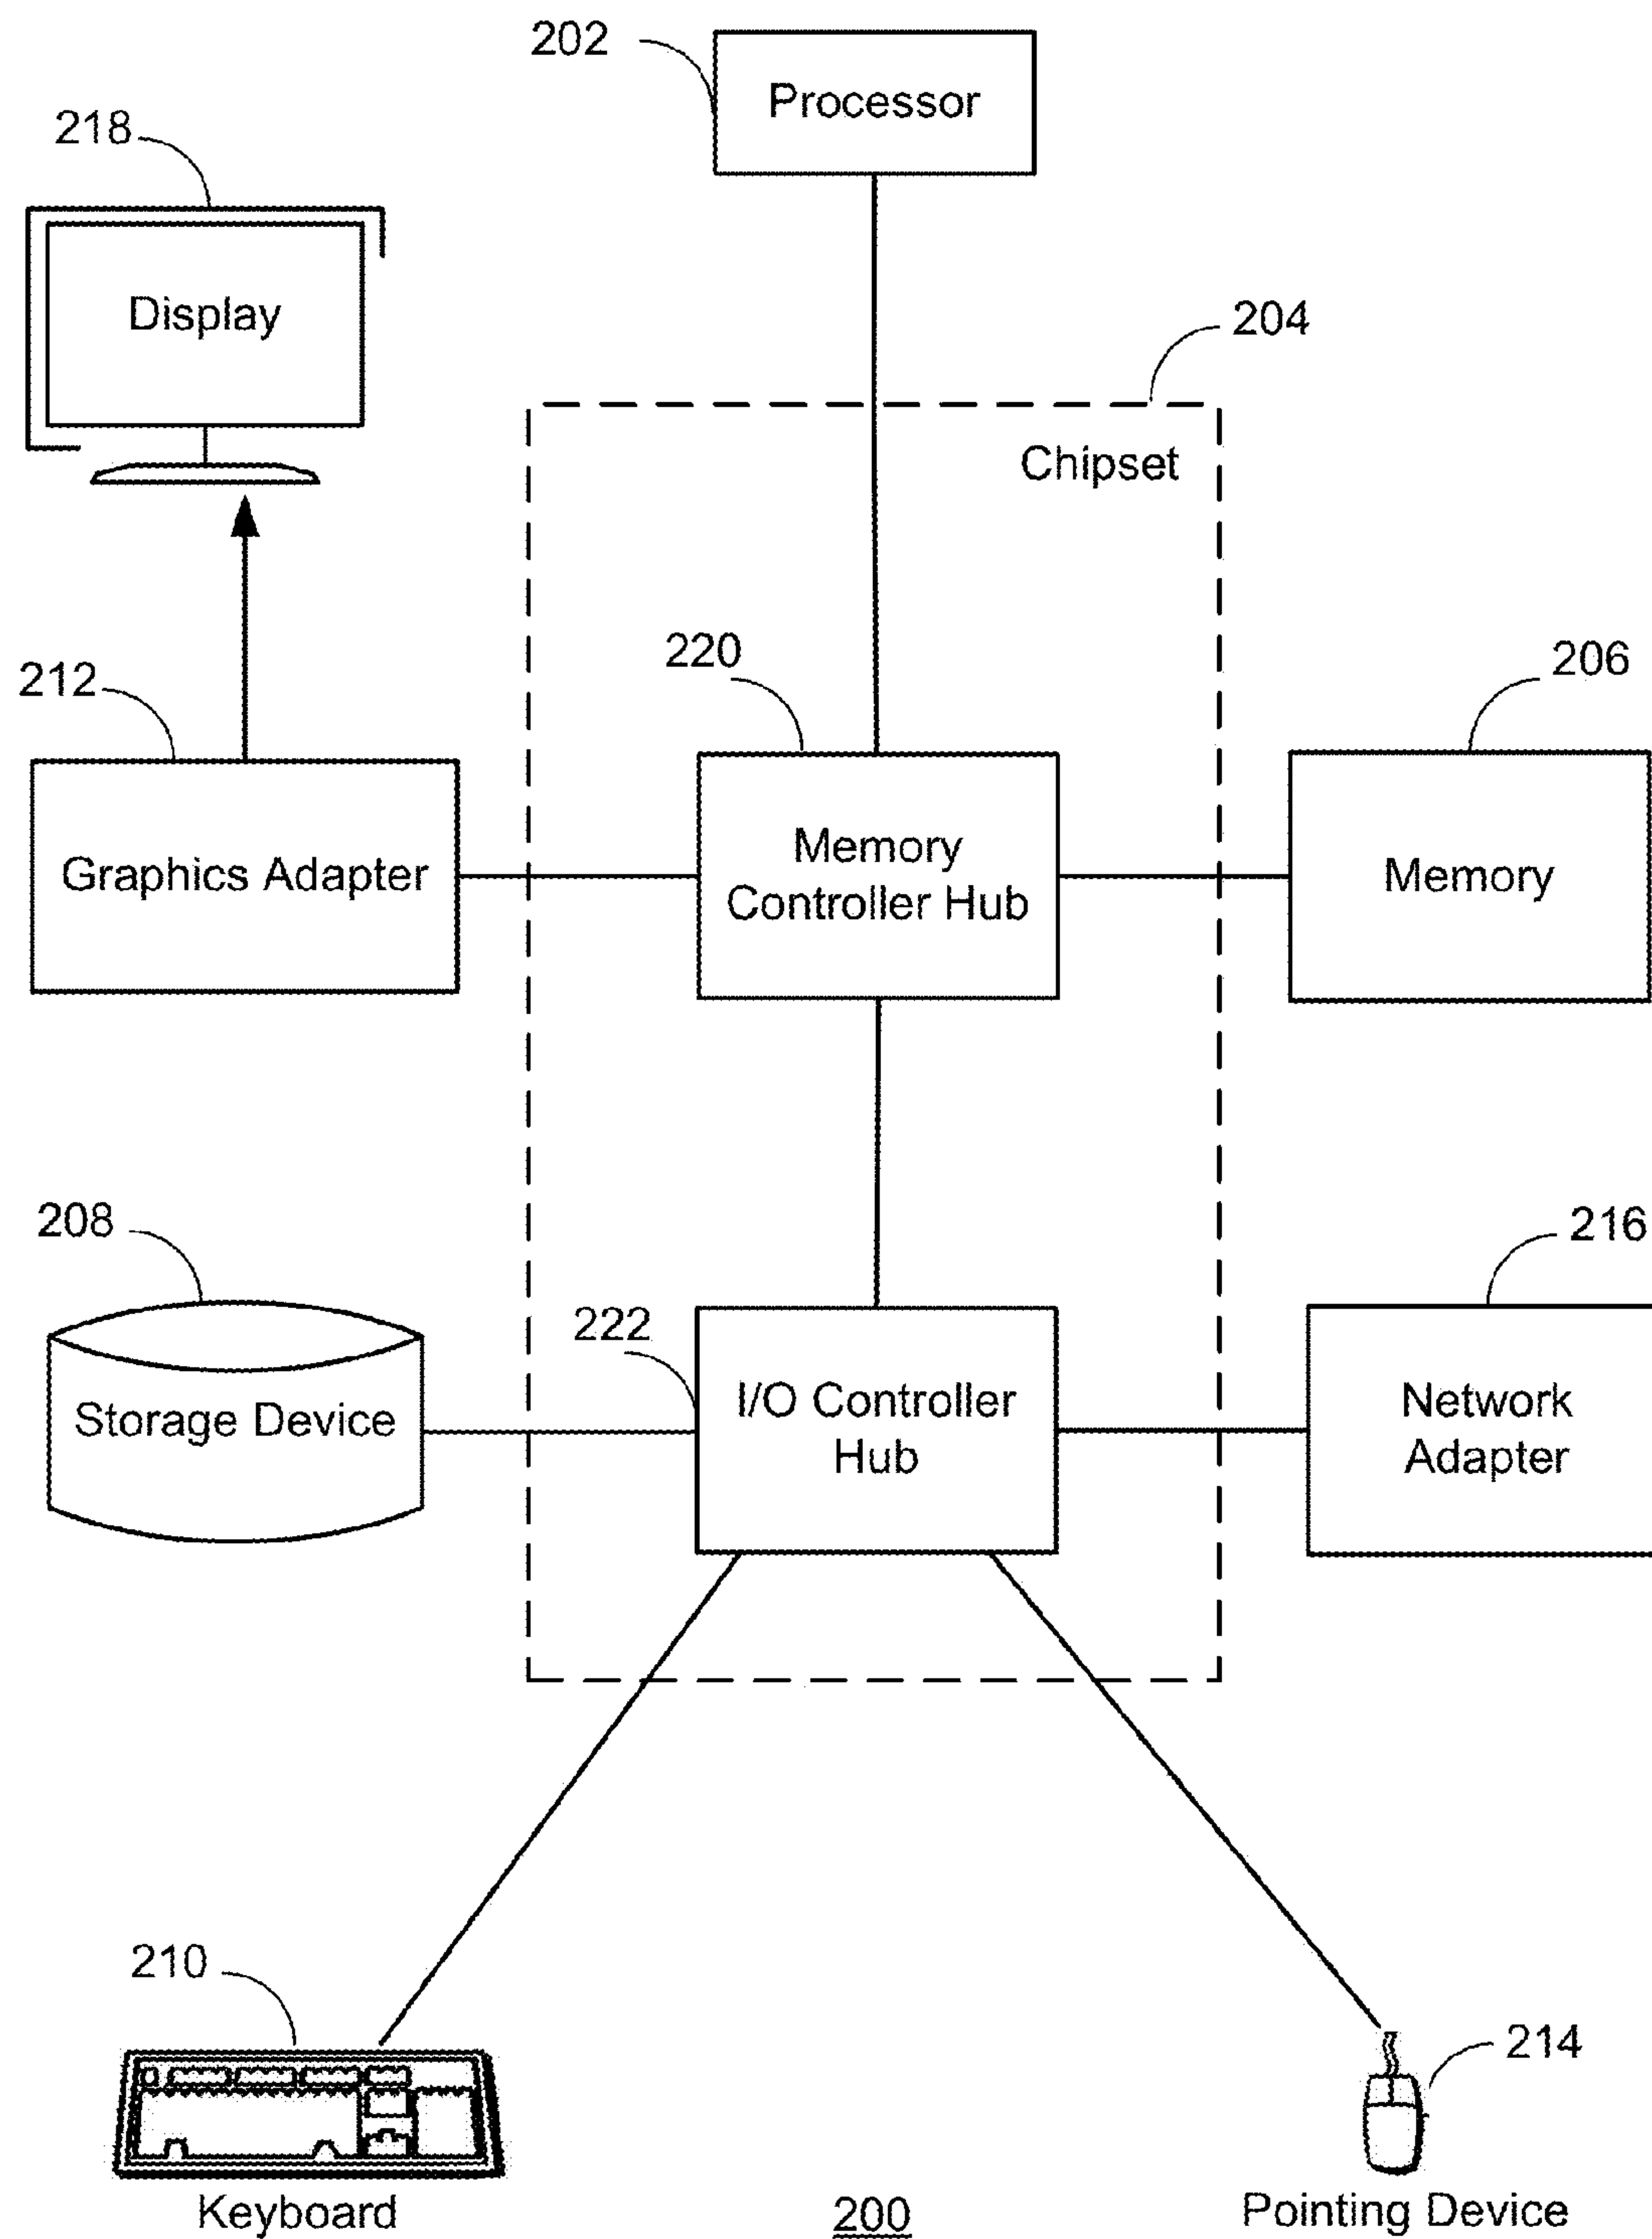 202
Processor
218
Display
204
Chipset
212
220
206
Graphics Adapter
Memory
Controller Hub
Memory
208
222
216
Storage Device
I/O Controller
Hub
Network
Adapter
210
214
Keyboard
200
Pointing Device